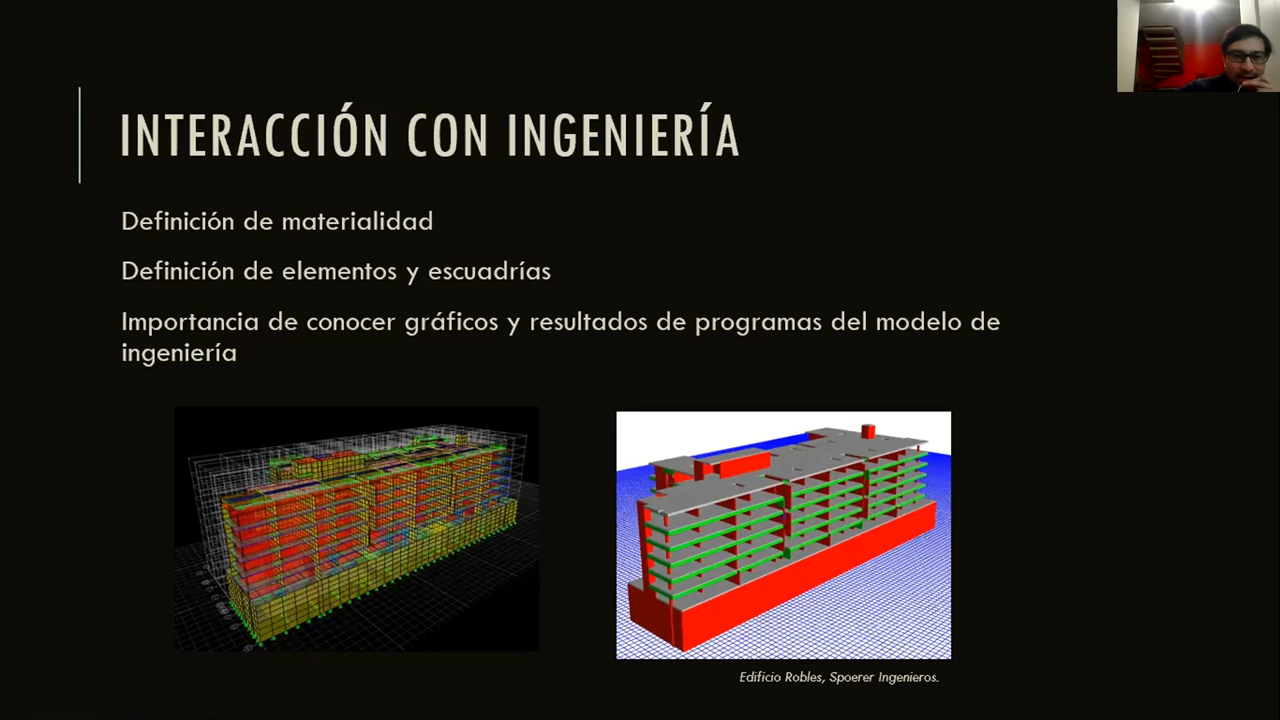 INTERACCIÓN CON INGENIERÍA
Definición de materialidad
Definición de elementos y escuadrías
Importancia de conocer gráficos y resultados de programas del modelo de
ingeniería
Edificio Robles, Spoerer Ingenieros.